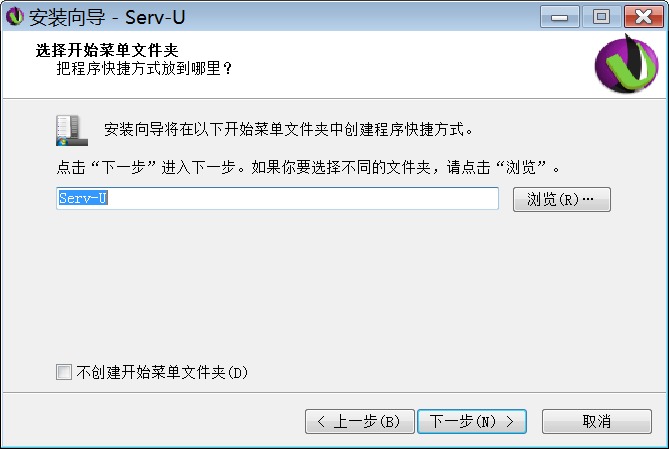 安装向导 - Serv-U
选择开始菜单文件夹
把程序快捷方式放到哪里？
安装向导将在以下开始菜单文件夹中创建程序快捷方式。
点击“下一步”进入下一步。如果你要选择不同的文件夹，请点击“浏览”。
Serv-U
浏览(R)…
不创建开始菜单文件夹(D)
< 上一步(B)
下一步(N) >
取消